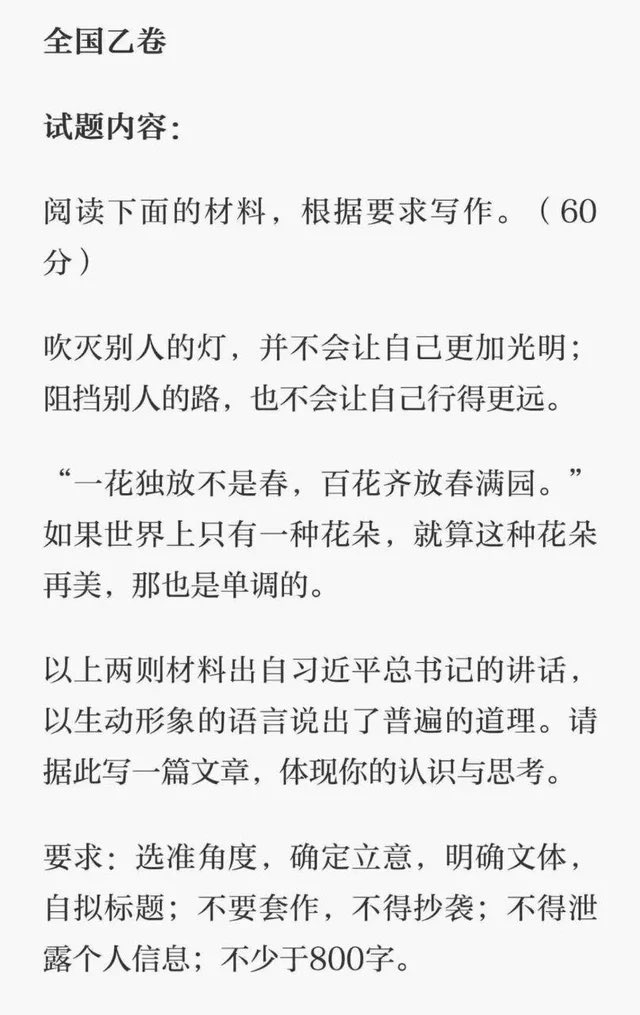 全国乙卷
试题内容：
阅读下面的材料，根据要求写作。（60
分）
吹灭别人的灯，并不会让自己更加光明；
阻挡别人的路，也不会让自己行得更远。
“一花独放不是春，百花齐放春满园。”
如果世界上只有一种花朵，就算这种花朵
再美，那也是单调的。
以上两则材料出自习近平总书记的讲话，
以生动形象的语言说出了普遍的道理。请
据此写一篇文章，体现你的认识与思考。
要求：选准角度，确定立意，明确文体，
自拟标题；不要套作，不得抄袭；不得泄
露个人信息；不少于800字。